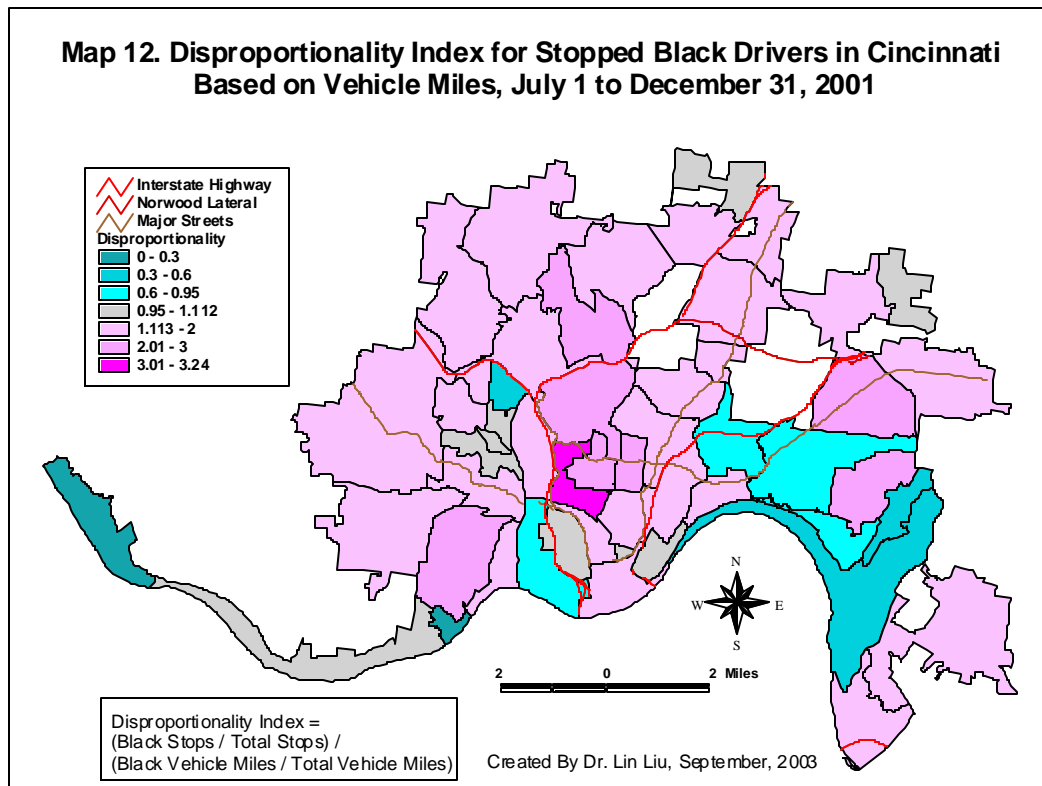 Map 12. Disproportionality Index for Stopped Black Drivers in Cincinnati
Based on Vehicle Miles, July 1 to December 31, 2001
Interstate Highway
Norwood Lateral
Major Streets
Disproportionality
0 - 0.3
0.3 - 0.6
0.6 - 0.95
0.95 - 1.112
1.113 - 2
2.01 - 3
3.01 - 3.24
N
W E
S
2 0 2 Miles
Disproportionality Index =
(Black Stops / Total Stops) /
(Black Vehicle Miles / Total Vehicle Miles)
Created By Dr. Lin Liu, September, 2003